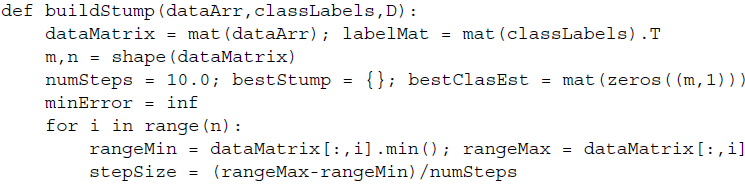 def buildStump(dataArr,classLabels,D):
    dataMatrix = mat(dataArr); labelMat = mat(classLabels).T
    m,n = shape(dataMatrix)
    numSteps = 10.0; bestStump = {}; bestClasEst = mat(zeros((m,1)))
    minError = inf
    for i in range(n):
        rangeMin = dataMatrix[:,i].min(); rangeMax = dataMatrix[:,i]
        stepSize = (rangeMax-rangeMin)/numSteps